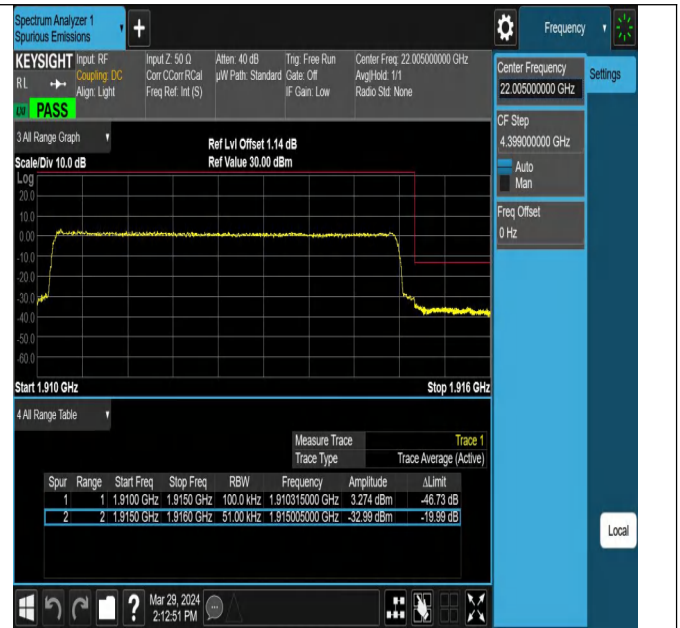 Spectrum Analyzer 1
Spurious Emissions
Frequency
KEYSIGHT
RL
PASS
Input: RF
Coupling: DC
Align: Light
Input Z: 50 Ω
Corr CCorr RCal
Freq Ref: Int (S)
Atten: 40 dB
µW Path: Standard
Trig: Free Run
Gate: Off
IF Gain: Low
Center Freq: 22.005000000 GHz
Avg|Hold: 1/1
Radio Std: None
Center Frequency
22.005000000 GHz
Settings
CF Step
4.399000000 GHz
Auto
Man
Freq Offset
0 Hz
3 All Range Graph
Scale/Div 10.0 dB
Ref Lvl Offset 1.14 dB
Ref Value 30.00 dBm
Log
20.0
10.0
0.00
-10.0
-20.0
-30.0
-40.0
-50.0
-60.0
Start 1.910 GHz
Stop 1.916 GHz
4 All Range Table
Measure Trace Trace 1
Trace Type Trace Average (Active)
Spur Range Start Freq Stop Freq RBW Frequency Amplitude ΔLimit
1 1 1.9100 GHz 1.9150 GHz 100.0 kHz 1.910315000 GHz 3.274 dBm -46.73 dB
2 2 1.9150 GHz 1.9160 GHz 51.00 kHz 1.915005000 GHz -32.99 dBm -19.99 dB
Local
Mar 29, 2024
2:12:51 PM